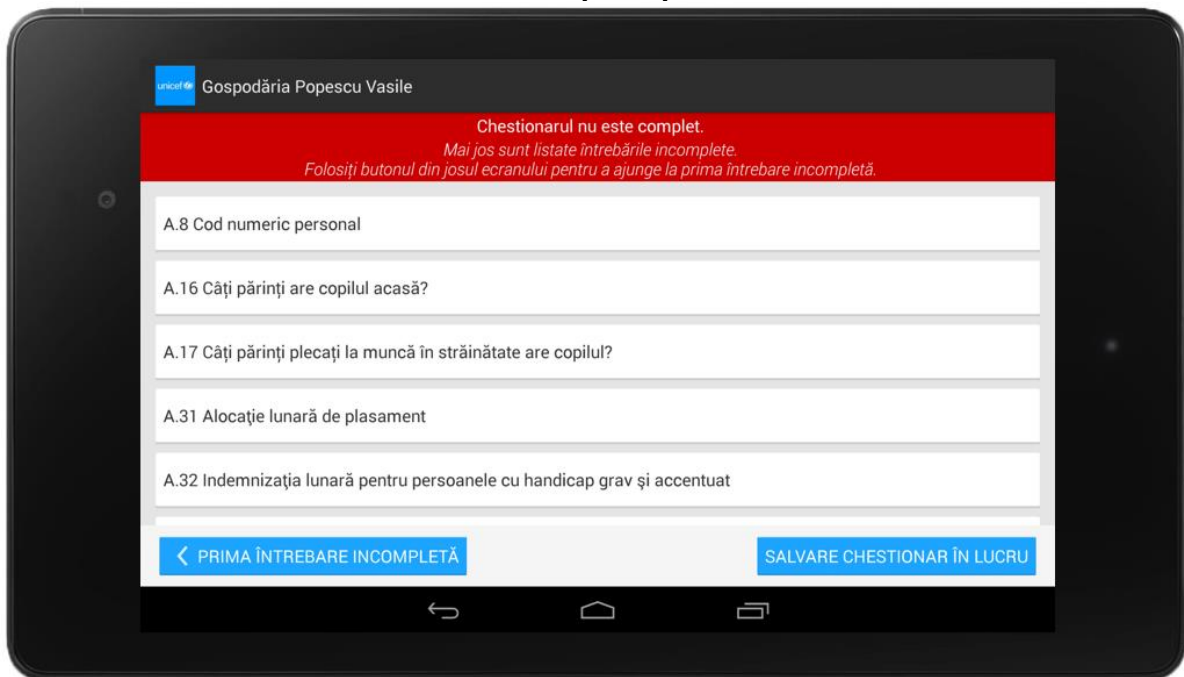 unicef
Gospodăria Popescu Vasile
Chestionarul nu este complet.
Mai jos sunt listate întrebările incomplete.
Folosiți butonul din josul ecranului pentru a ajunge la prima întrebare incompletă.
A.8 Cod numeric personal
A.16 Câți părinți are copilul acasă?
A.17 Câți părinți plecați la muncă în străinătate are copilul?
A.31 Alocaţie lunară de plasament
A.32 Indemnizaţia lunară pentru persoanele cu handicap grav şi accentuat
PRIMA ÎNTREBARE INCOMPLETĂ
SALVARE CHESTIONAR ÎN LUCRU